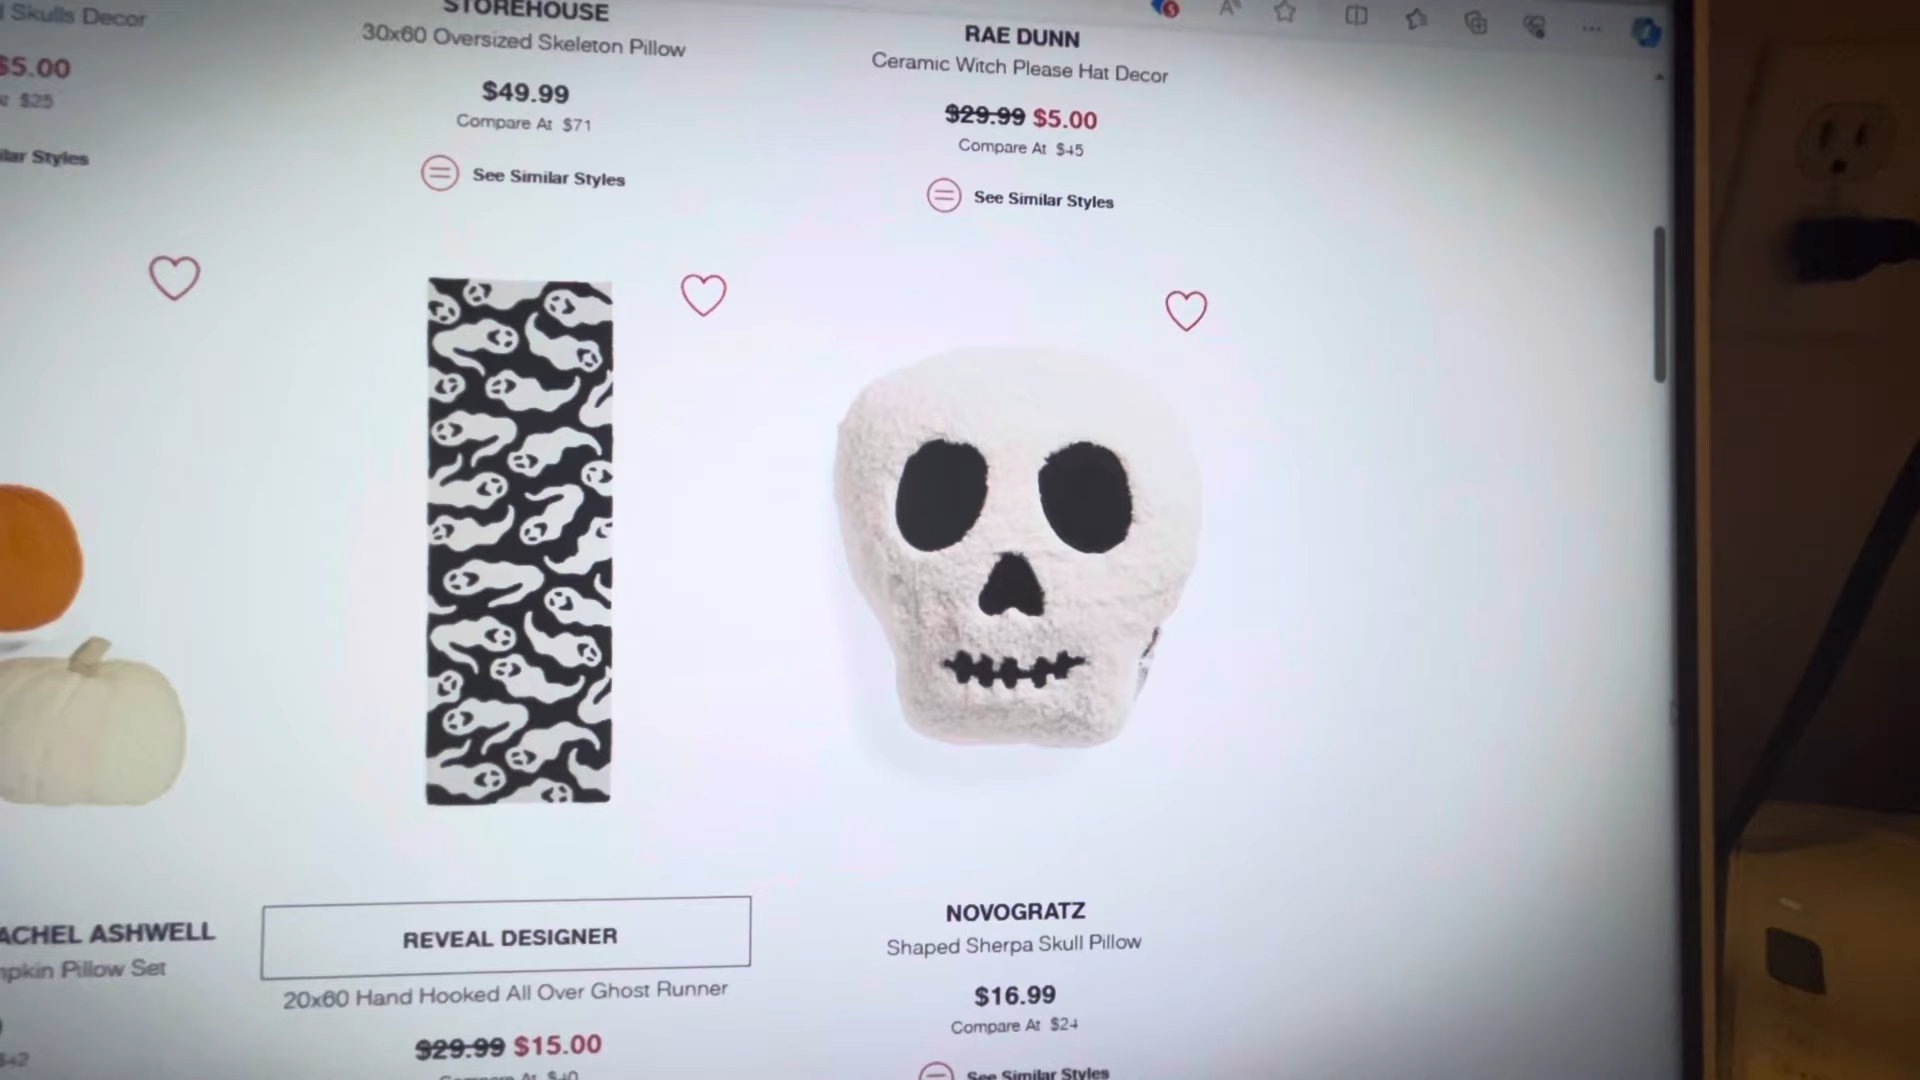 Skulls Decor
$5.00
$25
Styles
STOREHOUSE
30x60 Oversized Skeleton Pillow
$49.99
Compare At $71
See Similar Styles
RAE DUNN
Ceramic Witch Please Hat Decor
$29.99 $5.00
Compare At $45
See Similar Styles
ASHWELL
Pillow Set
REVEAL DESIGNER
20x60 Hand Hooked All Over Ghost Runner
$29.99 $15.00
NOVOGRATZ
Shaped Sherpa Skull Pillow
$16.99
Compare At $24
See Similar Styles